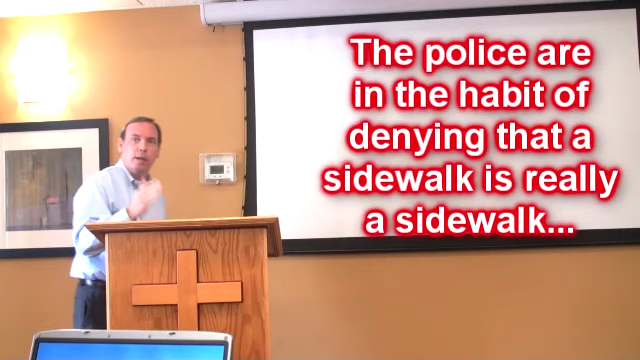 The police are
in the habit of
denying that a
sidewalk is really
a sidewalk...